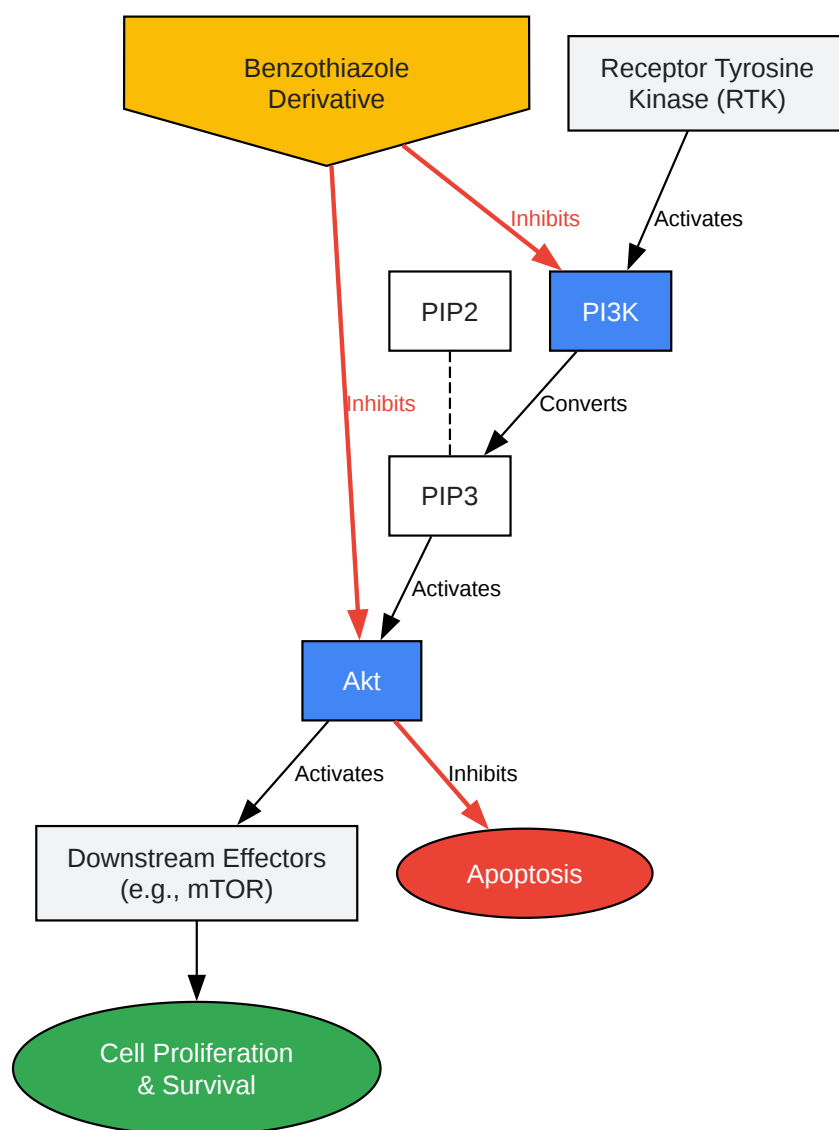 Benzothiazole
Derivative
Receptor Tyrosine
Kinase (RTK)
Inhibits
Activates
PIP2
PI3K
Inhibits
Converts
PIP3
Activates
Akt
Activates
Inhibits
Downstream Effectors
(e.g., mTOR)
Apoptosis
Cell Proliferation
& Survival